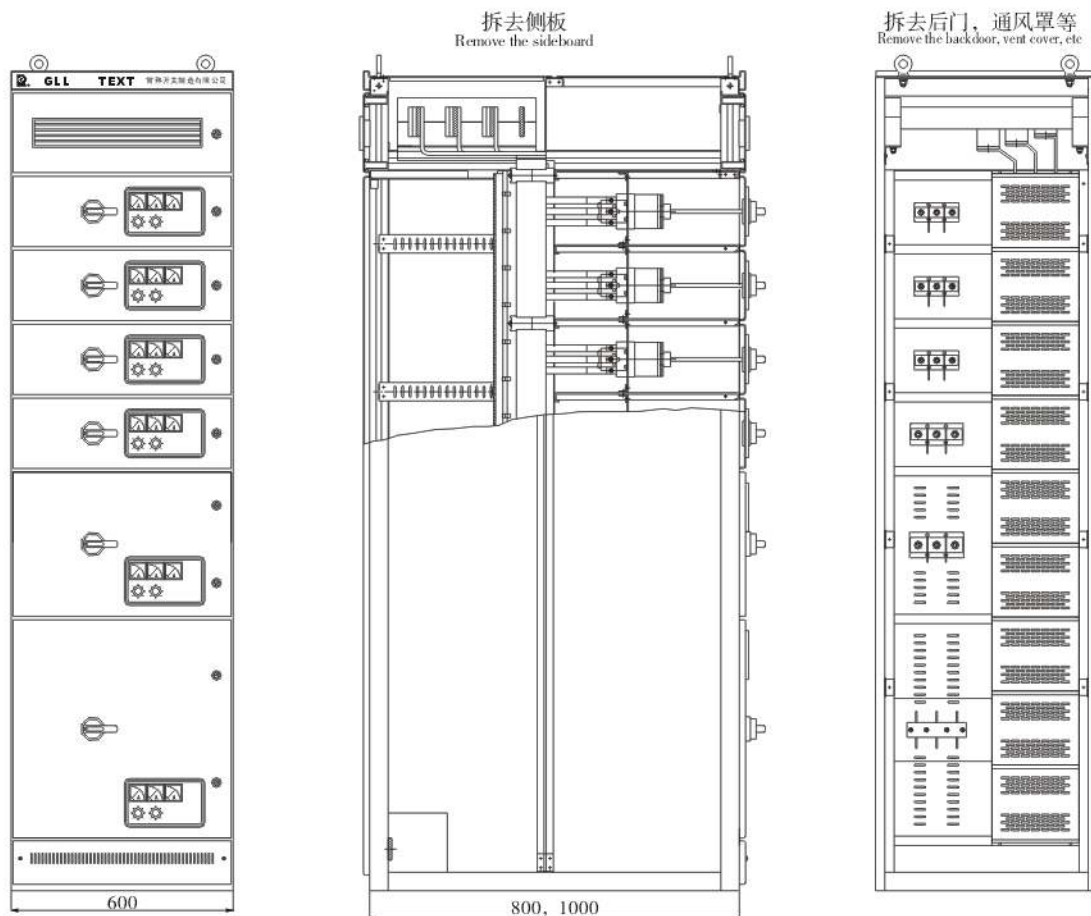 拆去侧板
Remove the sideboard
拆去后门，通风罩等
Remove the backdoor, vent cover, etc
GLL TEXT
600
800, 1000